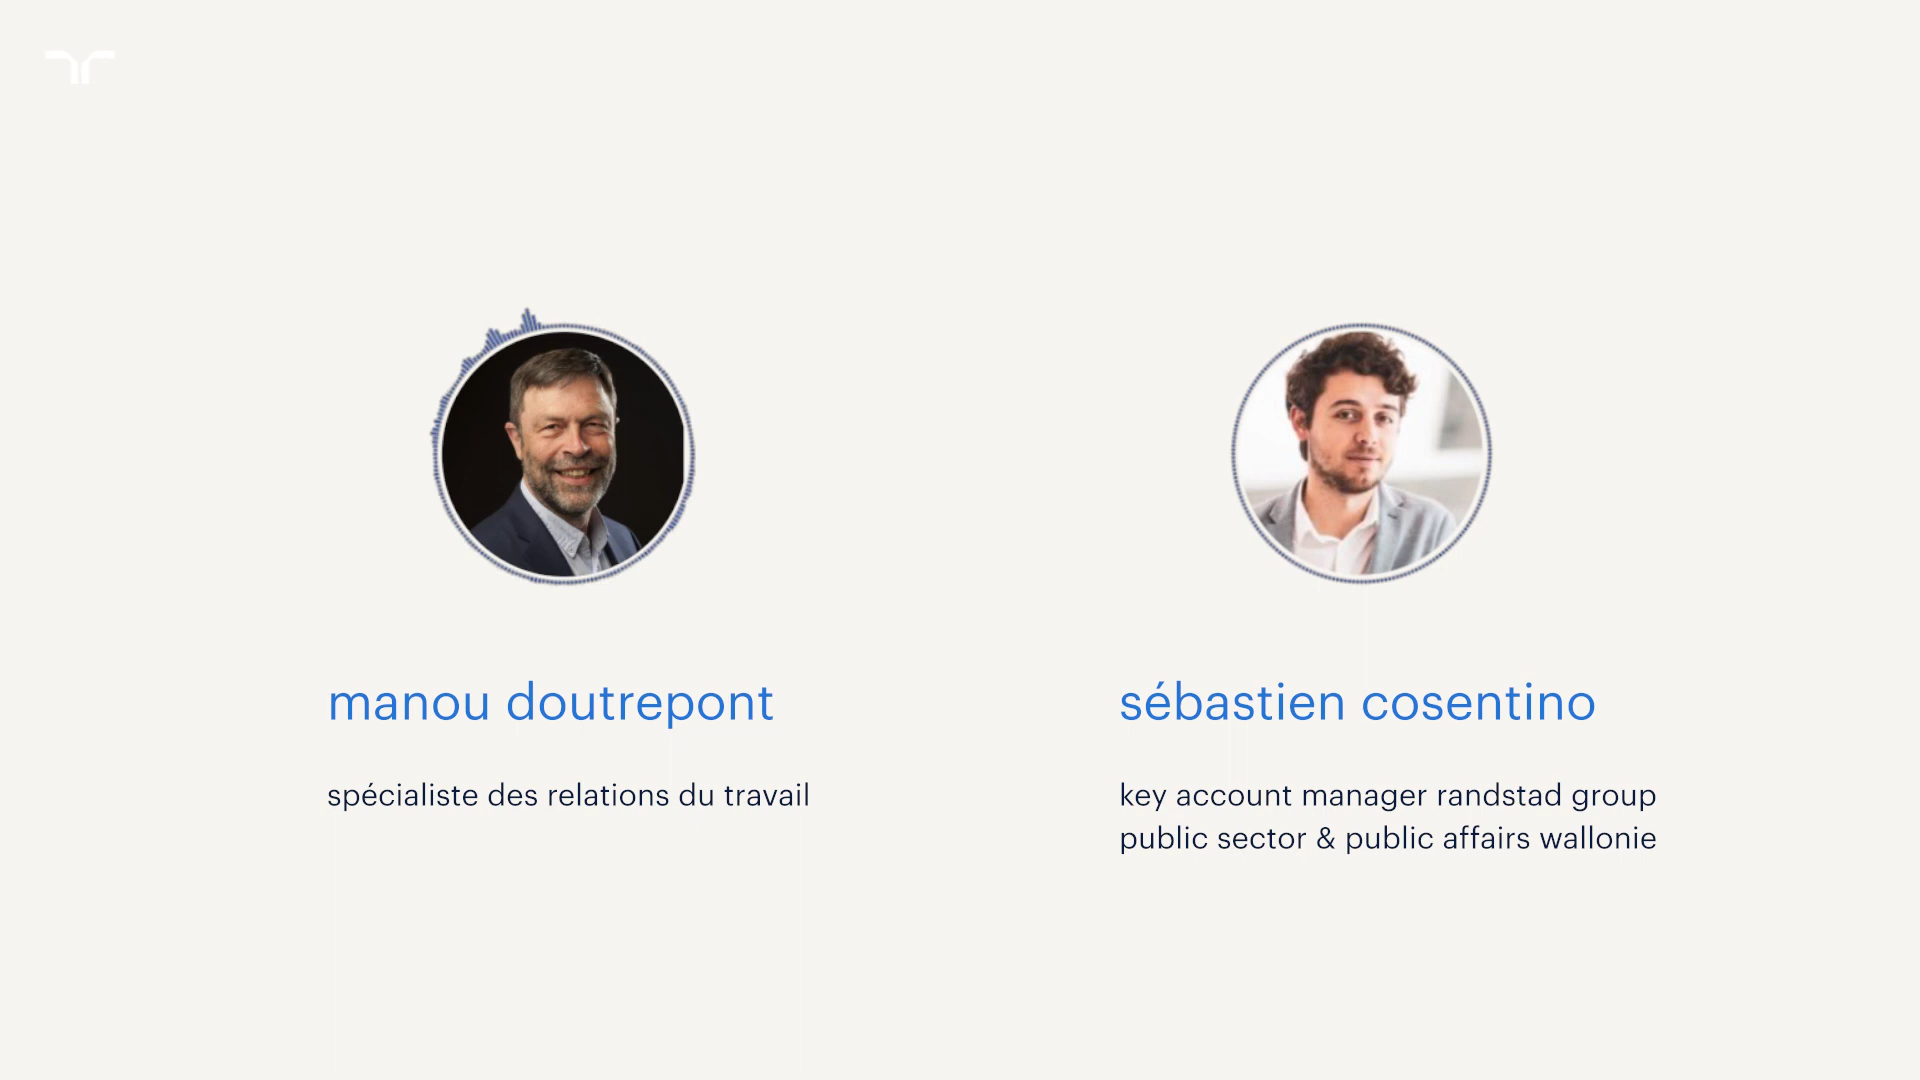 manou doutrepont
spécialiste des relations du travail
sébastien cosentino
key account manager randstad group
public sector & public affairs wallonie